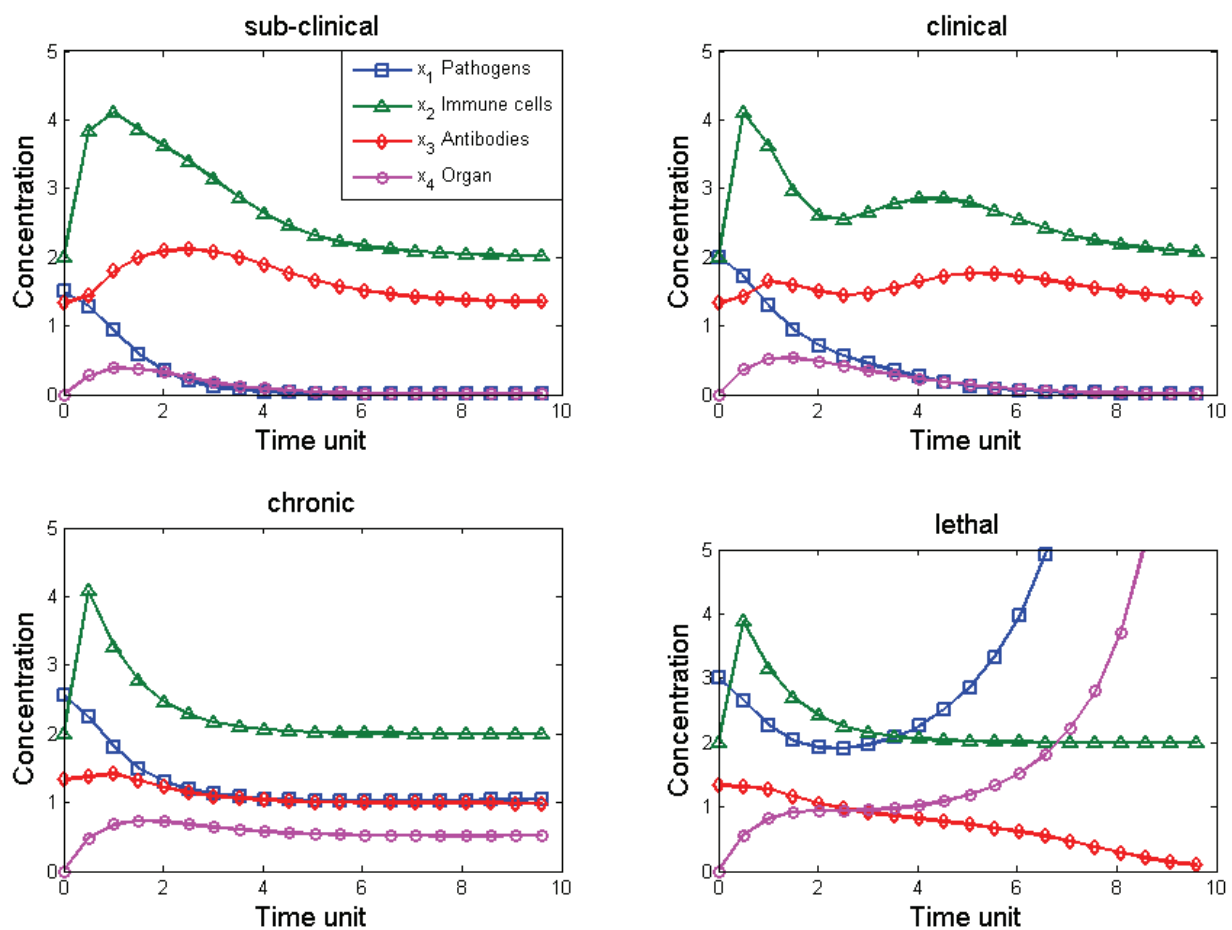 sub-clinical
5
4
3
2
1
0
Concentration
x1 Pathogens
x2 Immune cells
x3 Antibodies
x4 Organ
0 2 4 6 8 10
Time unit
clinical
5
4
3
2
1
0
Concentration
0 2 4 6 8 10
Time unit
chronic
5
4
3
2
1
0
Concentration
0 2 4 6 8 10
Time unit
lethal
5
4
3
2
1
0
Concentration
0 2 4 6 8 10
Time unit